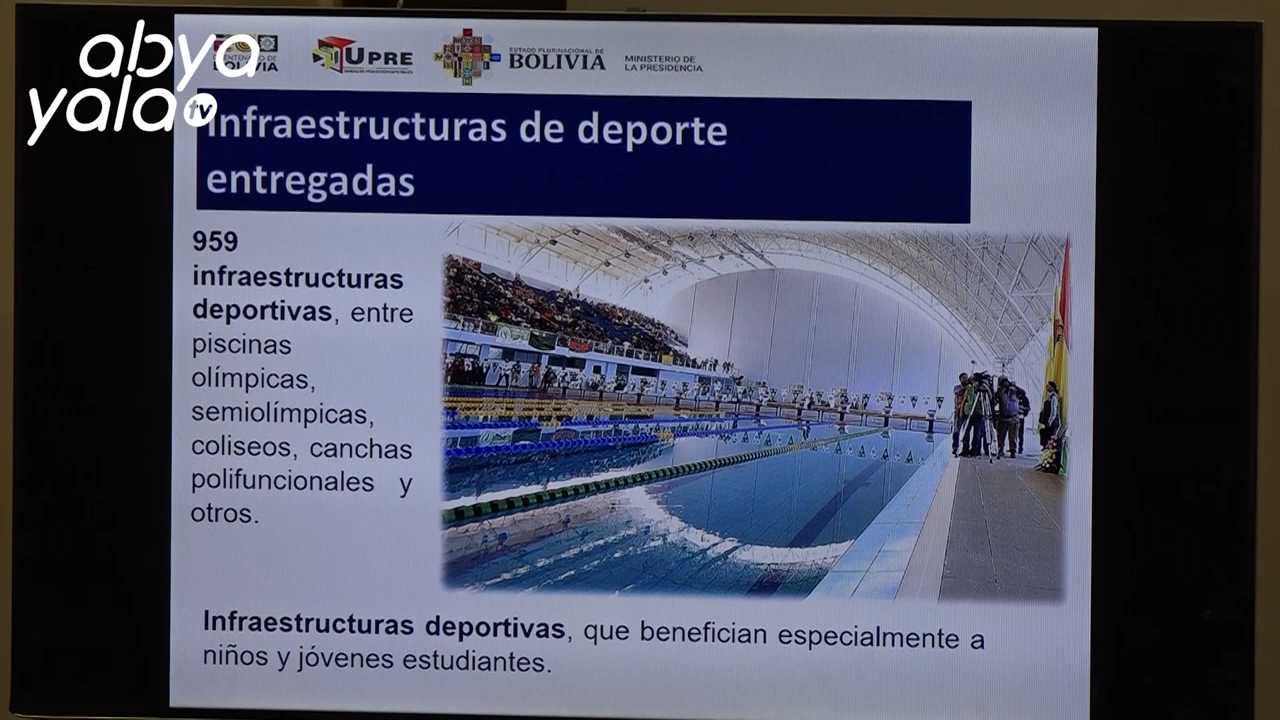 abya
yala tv
BOLIVIA
UPRE
ESTADO PLURINACIONAL DE
BOLIVIA
MINISTERIO DE
LA PRESIDENCIA
Infraestructuras de deporte
entregadas
959
infraestructuras
deportivas, entre
piscinas
olímpicas,
semiolímpicas,
coliseos, canchas
polifuncionales y
otros.
Infraestructuras deportivas, que benefician especialmente a
niños y jóvenes estudiantes.